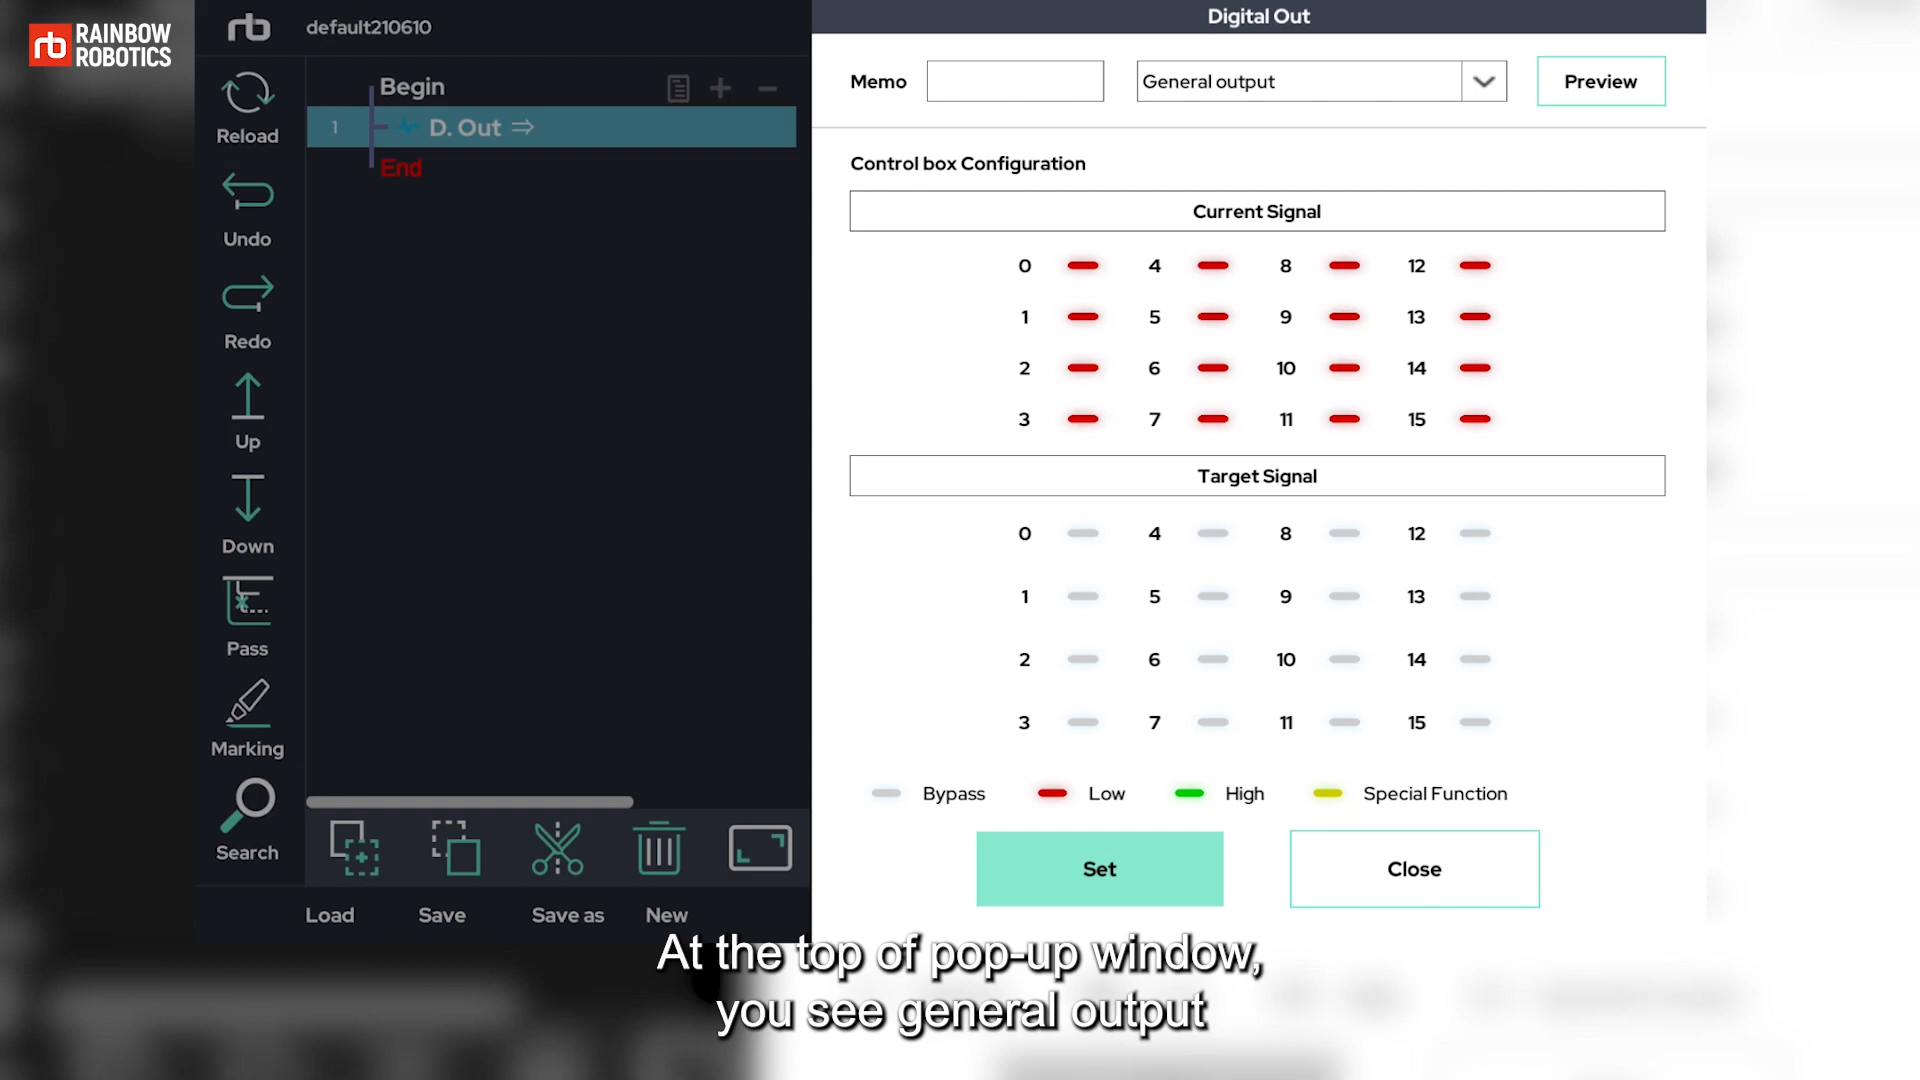 rb RAINBOW
ROBOTICS
rb
default210610
Reload
Undo
Redo
Up
Down
Pass
Marking
Search
Begin
1 D. Out ⇒
End
Load Save Save as New
Digital Out
Memo
General output
Preview
Control box Configuration
Current Signal
0 4 8 12
1 5 9 13
2 6 10 14
3 7 11 15
Target Signal
0 4 8 12
1 5 9 13
2 6 10 14
3 7 11 15
Bypass Low High Special Function
Set Close
At the top of pop-up window,
you see general output